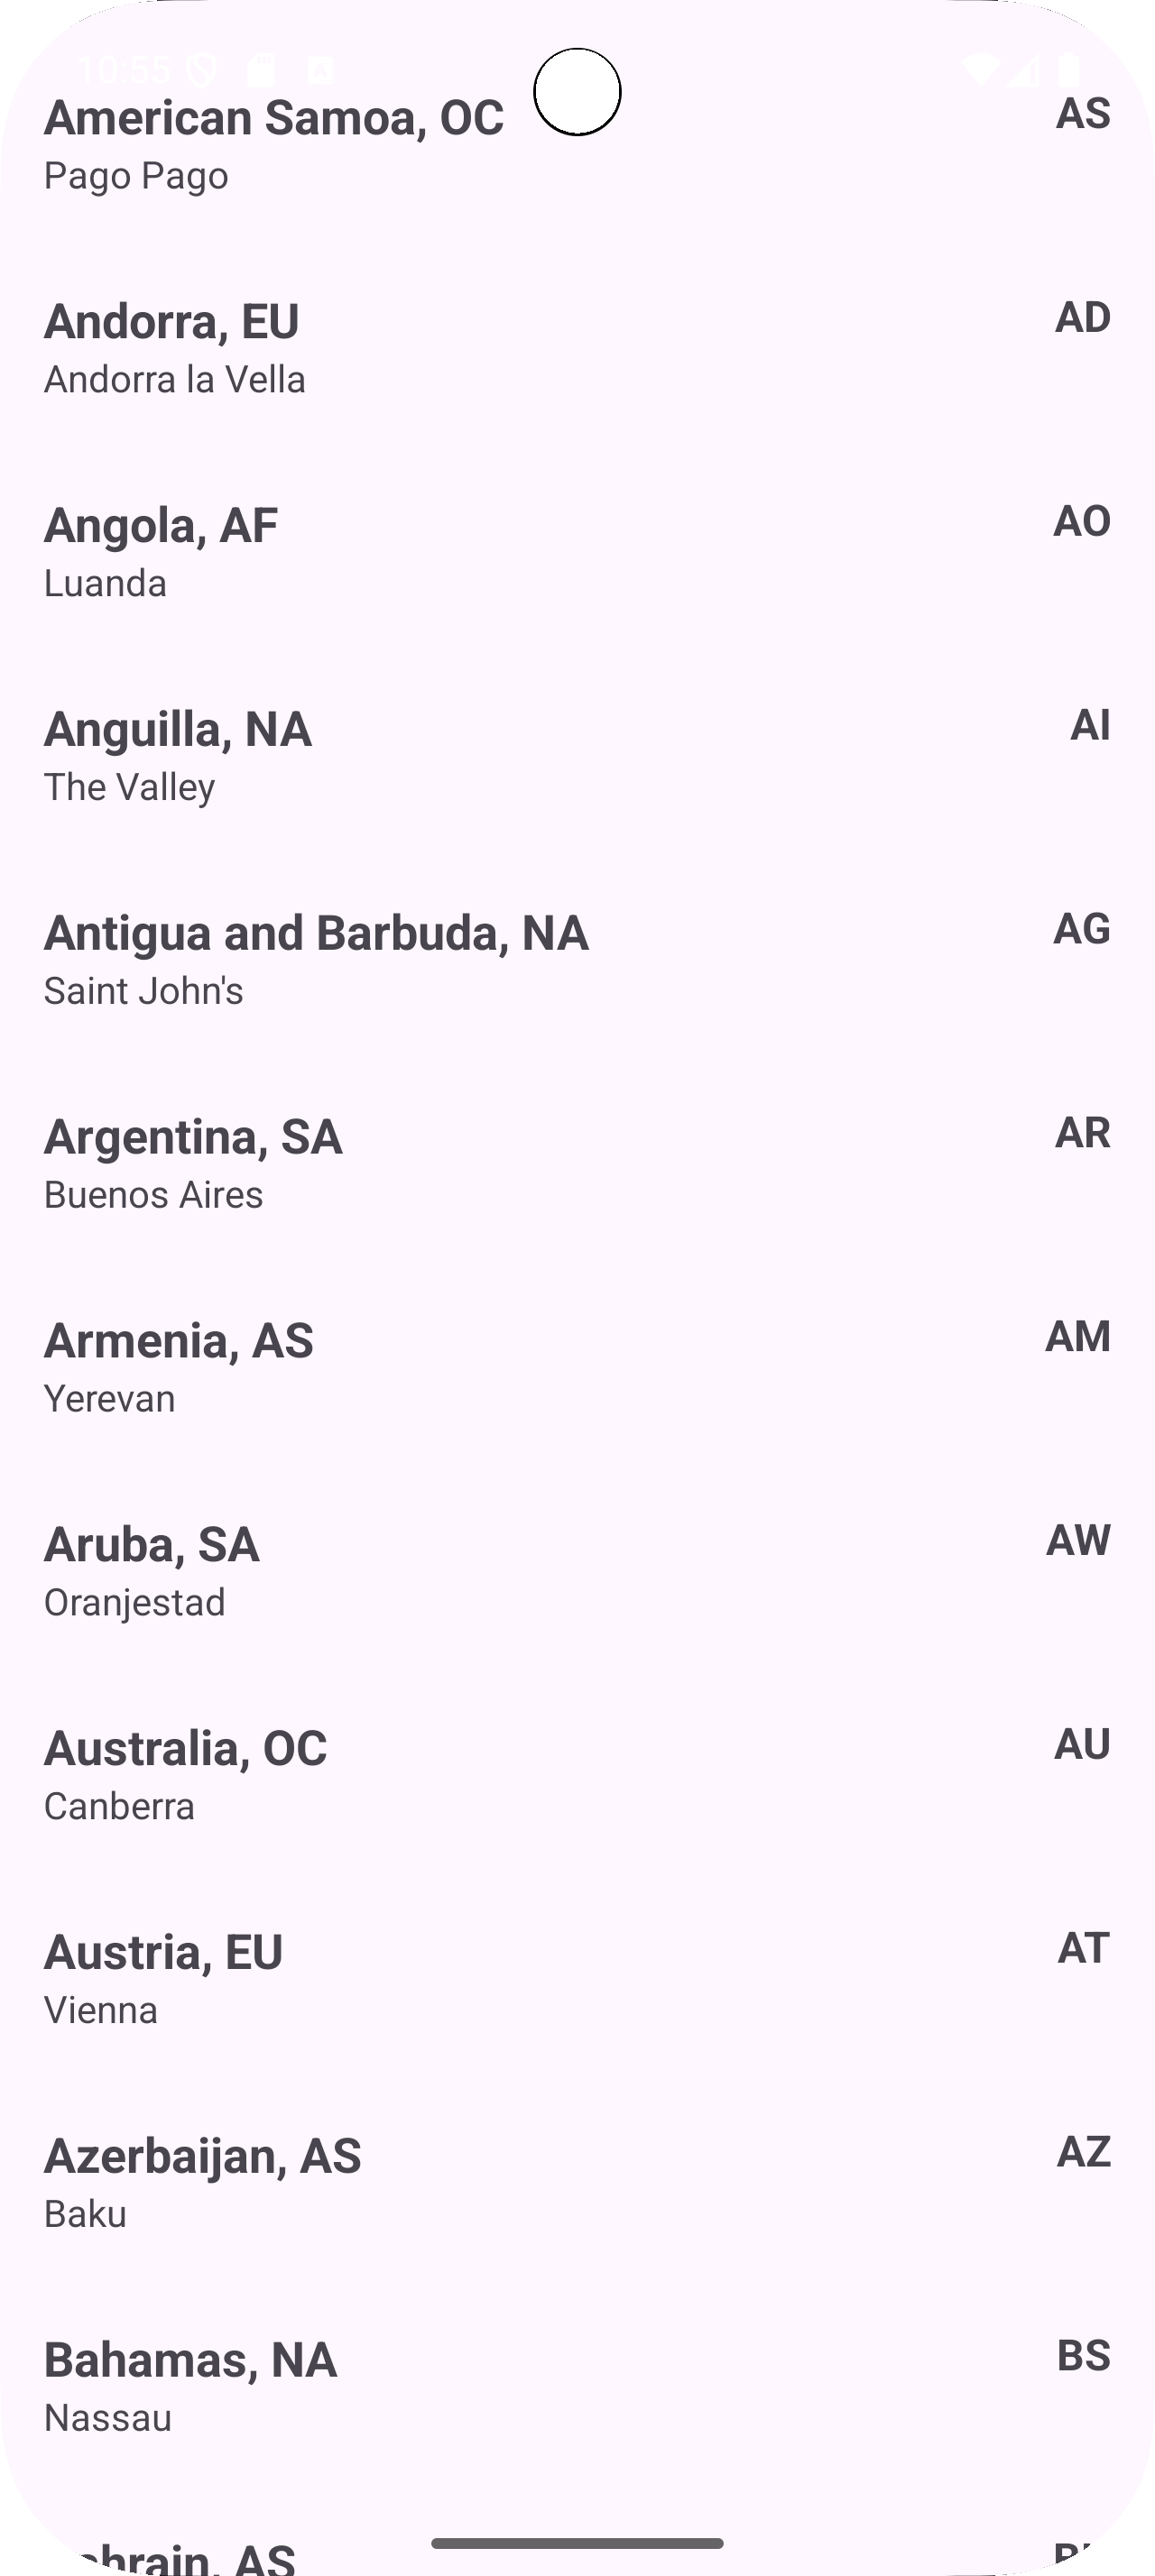 10:55
American Samoa, OC AS
Pago Pago
Andorra, EU AD
Andorra la Vella
Angola, AF AO
Luanda
Anguilla, NA AI
The Valley
Antigua and Barbuda, NA AG
Saint John's
Argentina, SA AR
Buenos Aires
Armenia, AS AM
Yerevan
Aruba, SA AW
Oranjestad
Australia, OC AU
Canberra
Austria, EU AT
Vienna
Azerbaijan, AS AZ
Baku
Bahamas, NA BS
Nassau
AS